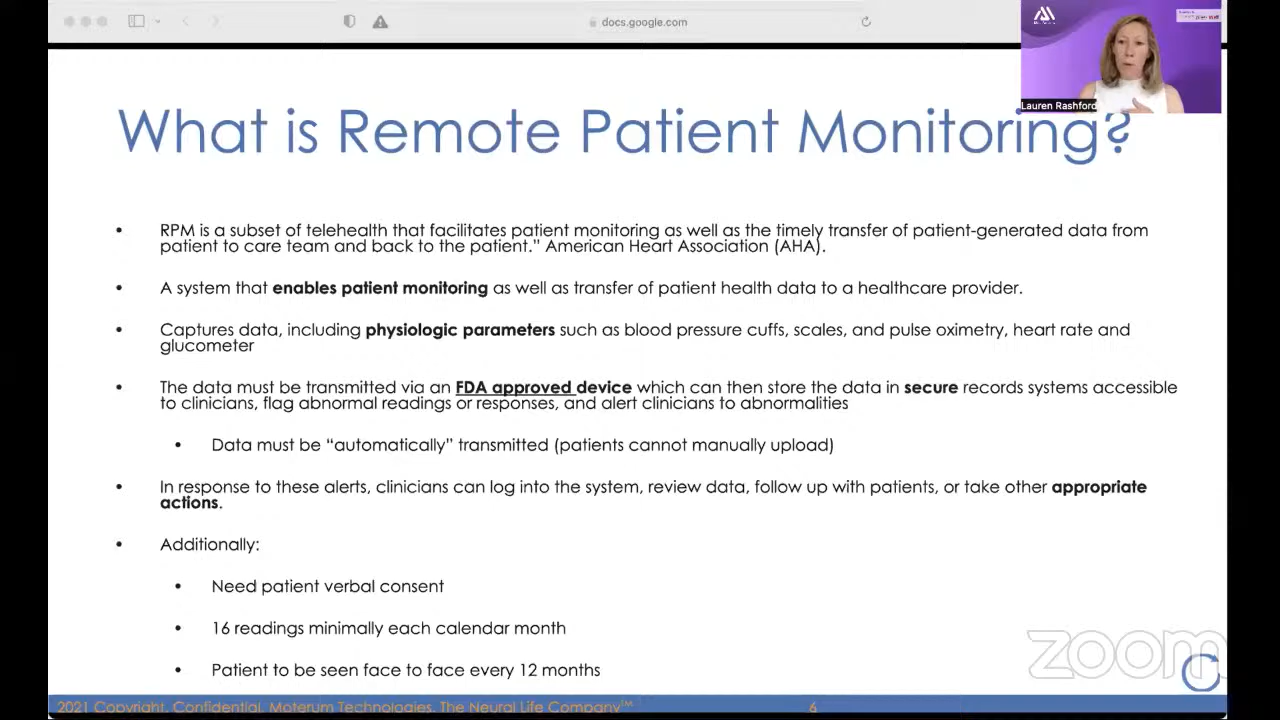 docs.google.com
Lauren Rashford
What is Remote Patient Monitoring?
• RPM is a subset of telehealth that facilitates patient monitoring as well as the timely transfer of patient-generated data from
patient to care team and back to the patient.” American Heart Association (AHA).
• A system that enables patient monitoring as well as transfer of patient health data to a healthcare provider.
• Captures data, including physiologic parameters such as blood pressure cuffs, scales, and pulse oximetry, heart rate and
glucometer
• The data must be transmitted via an FDA approved device which can then store the data in secure records systems accessible
to clinicians, flag abnormal readings or responses, and alert clinicians to abnormalities
• Data must be “automatically” transmitted (patients cannot manually upload)
• In response to these alerts, clinicians can log into the system, review data, follow up with patients, or take other appropriate
actions.
• Additionally:
• Need patient verbal consent
• 16 readings minimally each calendar month
• Patient to be seen face to face every 12 months
zoom
2021 Copyright. Confidential. Moterum Technologies. The Neural Life Company™ 6